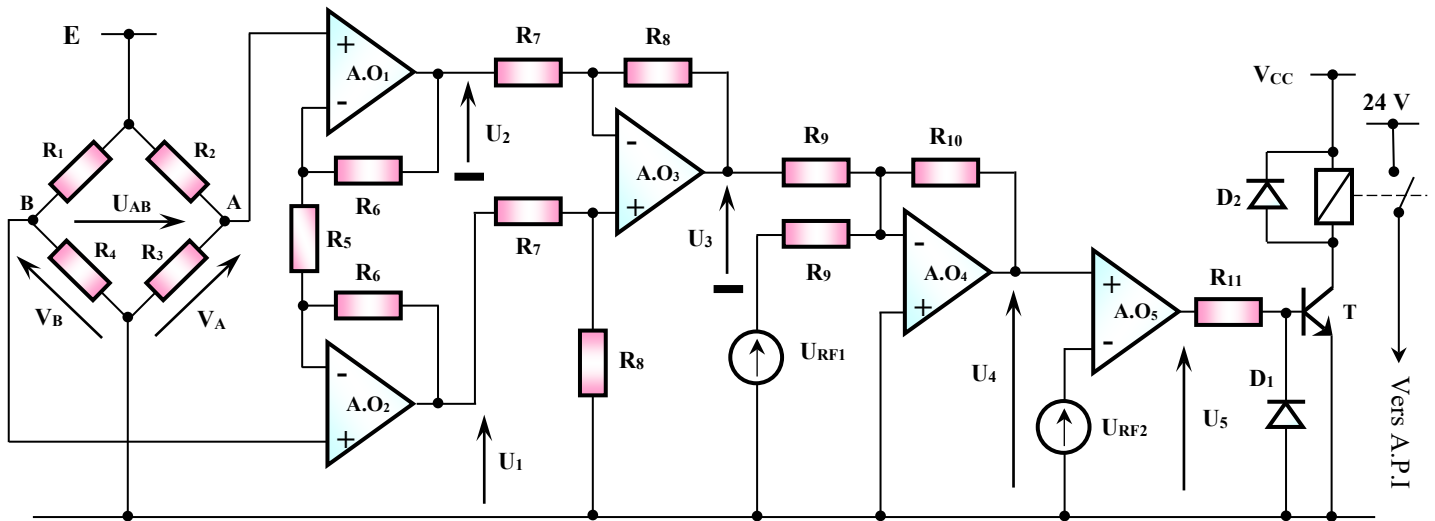 E
R1
R2
B
A
UAB
R4
R3
VB
VA
+
A.O1
-
R6
R5
R6
-
A.O2
+
U2
U1
R7
R8
R7
-
A.O3
+
R8
U3
R9
R10
R9
-
A.O4
+
URF1
U4
+
A.O5
-
URF2
U5
R11
D1
T
VCC
D2
24 V
Vers A.P.I